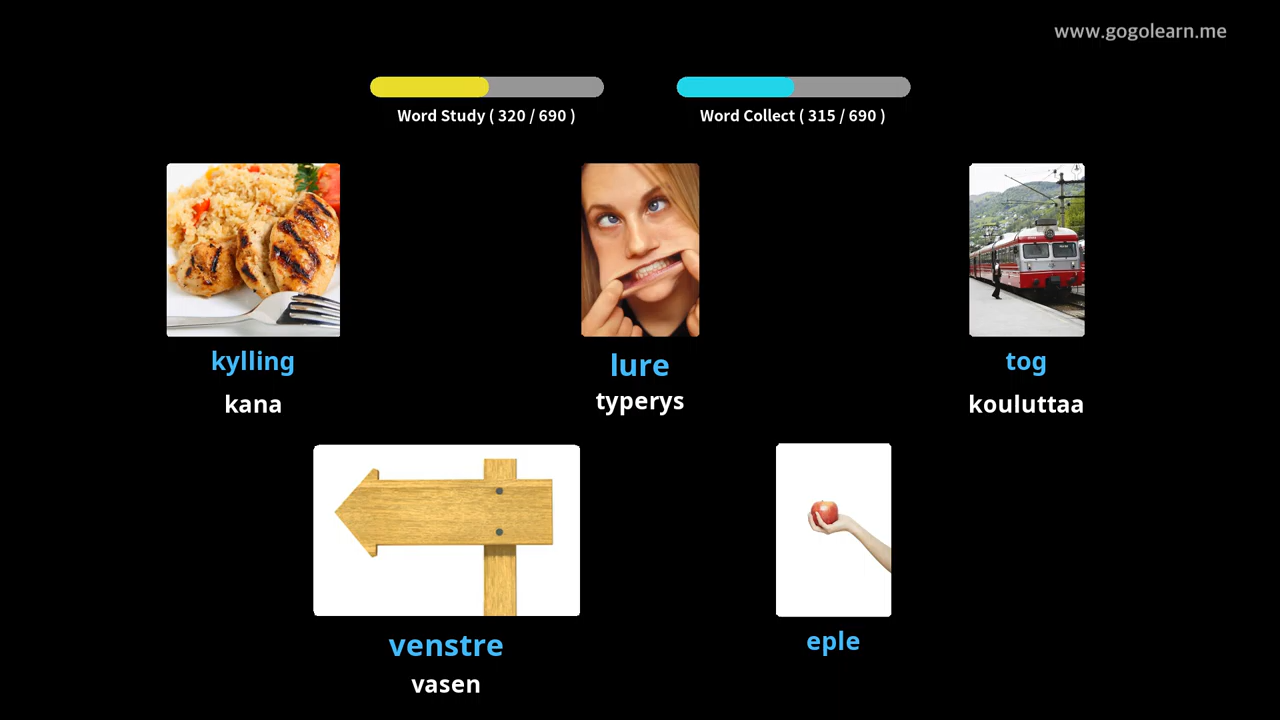 www.gogolearn.me
Word Study ( 320 / 690 )
Word Collect ( 315 / 690 )
kylling
kana
lure
typerys
tog
kouluttaa
venstre
vasen
eple